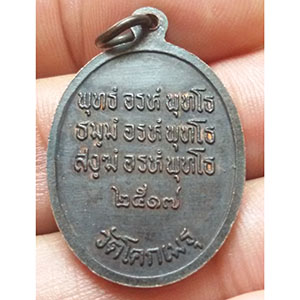 พุทธํ อรหํ พุทโธ
ธมฺมํ อรหํ พุทโธ
สงฺฆํ อรหํ พุทโธ
๒๕๑๗
วัดโคกเมรุ